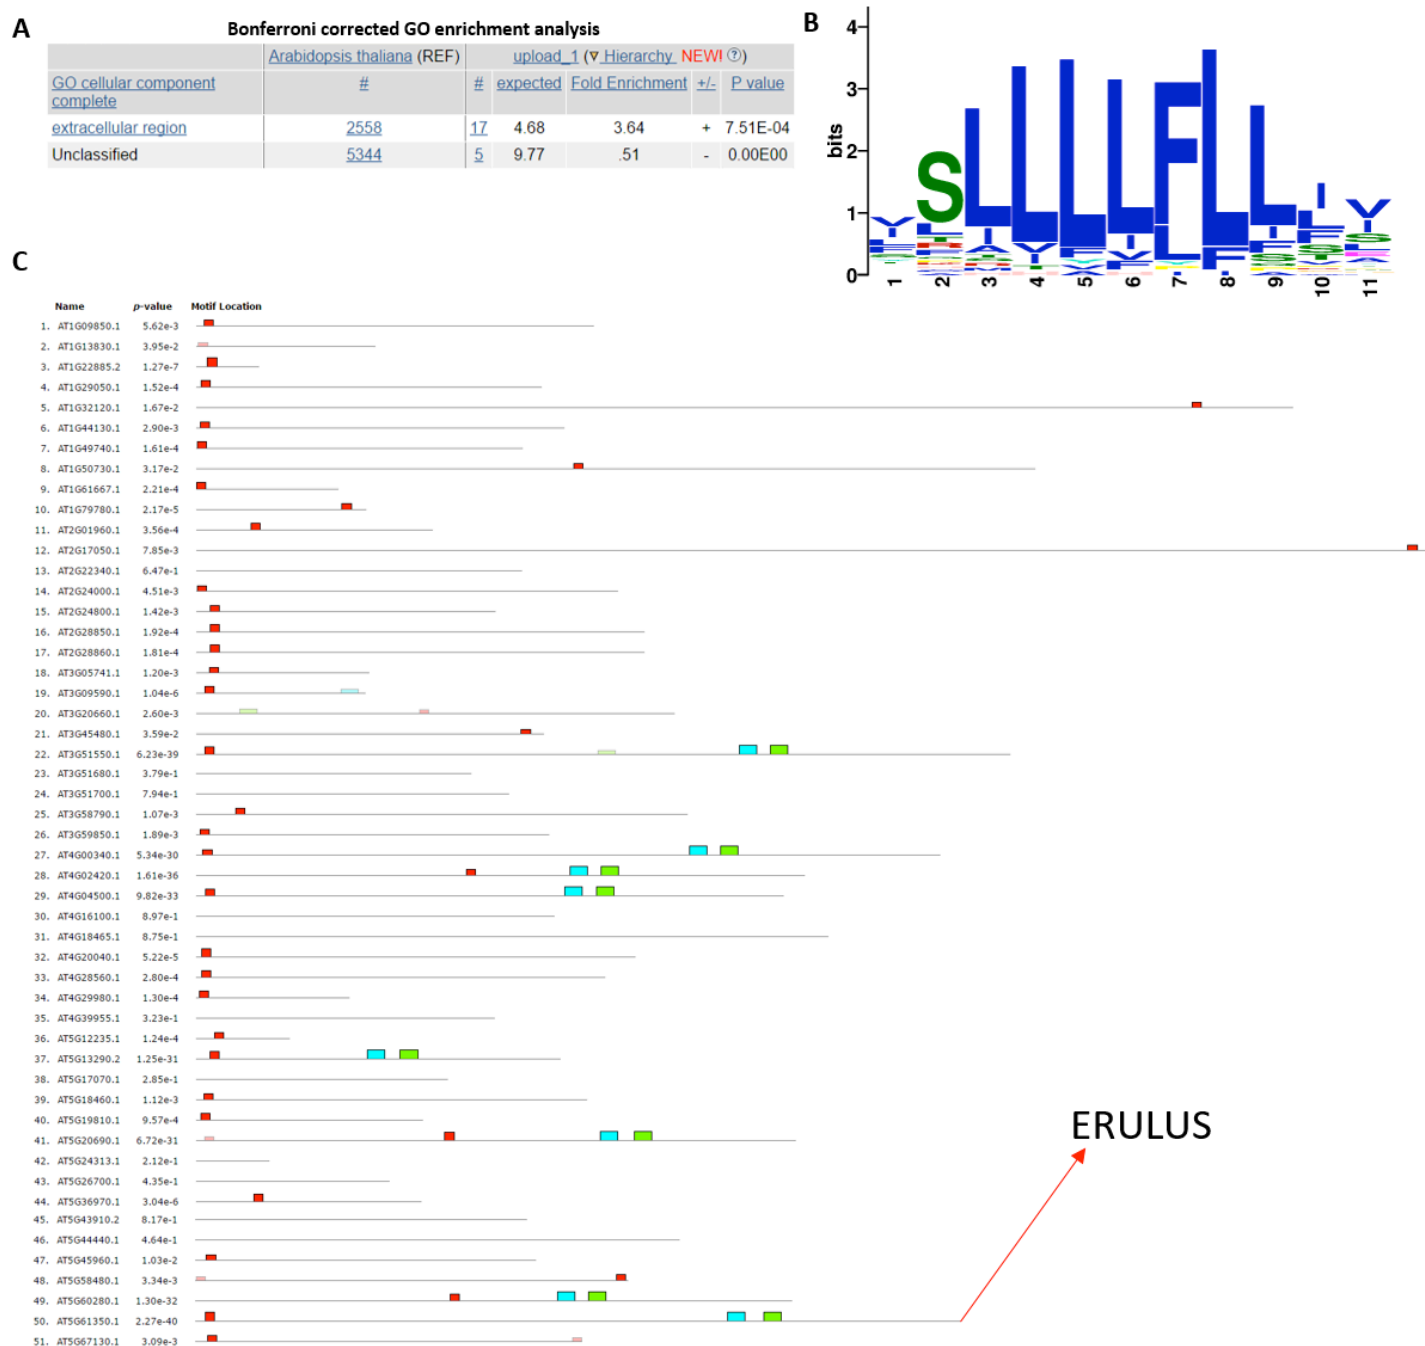 A
Bonferroni corrected GO enrichment analysis
Arabidopsis thaliana (REF) upload_1 (▼ Hierarchy NEW! ?)
GO cellular component complete # # expected Fold Enrichment +/- P value
extracellular region 2558 17 4.68 3.64 + 7.51E-04
Unclassified 5344 5 9.77 .51 - 0.00E00
B
bits
4
3
2
1
0
1 2 3 4 5 6 7 8 9 10 11
C
Name p-value Motif Location
1. AT1G09850.1 5.62e-3
2. AT1G13830.1 3.95e-2
3. AT1G22885.2 1.27e-7
4. AT1G29050.1 1.52e-4
5. AT1G32120.1 1.67e-2
6. AT1G44130.1 2.90e-3
7. AT1G49740.1 1.61e-4
8. AT1G50730.1 3.17e-2
9. AT1G61667.1 2.21e-4
10. AT1G79780.1 2.17e-5
11. AT2G01960.1 3.56e-4
12. AT2G17050.1 7.85e-3
13. AT2G22340.1 6.47e-1
14. AT2G24000.1 4.51e-3
15. AT2G24800.1 1.42e-3
16. AT2G28850.1 1.92e-4
17. AT2G28860.1 1.81e-4
18. AT3G05741.1 1.20e-3
19. AT3G09590.1 1.04e-6
20. AT3G20660.1 2.60e-3
21. AT3G45480.1 3.59e-2
22. AT3G51550.1 6.23e-39
23. AT3G51680.1 3.79e-1
24. AT3G51700.1 7.94e-1
25. AT3G58790.1 1.07e-3
26. AT3G59850.1 1.89e-3
27. AT4G00340.1 5.34e-30
28. AT4G02420.1 1.61e-36
29. AT4G04500.1 9.82e-33
30. AT4G16100.1 8.97e-1
31. AT4G18465.1 8.75e-1
32. AT4G20040.1 5.22e-5
33. AT4G28560.1 2.80e-4
34. AT4G29980.1 1.30e-4
35. AT4G39955.1 3.23e-1
36. AT5G12235.1 1.24e-4
37. AT5G13290.2 1.25e-31
38. AT5G17070.1 2.85e-1
39. AT5G18460.1 1.12e-3
40. AT5G19810.1 9.57e-4
ERULUS
41. AT5G20690.1 6.72e-31
42. AT5G24313.1 2.12e-1
43. AT5G26700.1 4.35e-1
44. AT5G36970.1 3.04e-6
45. AT5G43910.2 8.17e-1
46. AT5G44440.1 4.64e-1
47. AT5G45960.1 1.03e-2
48. AT5G58480.1 3.34e-3
49. AT5G60280.1 1.30e-32
50. AT5G61350.1 2.27e-40
51. AT5G67130.1 3.09e-3